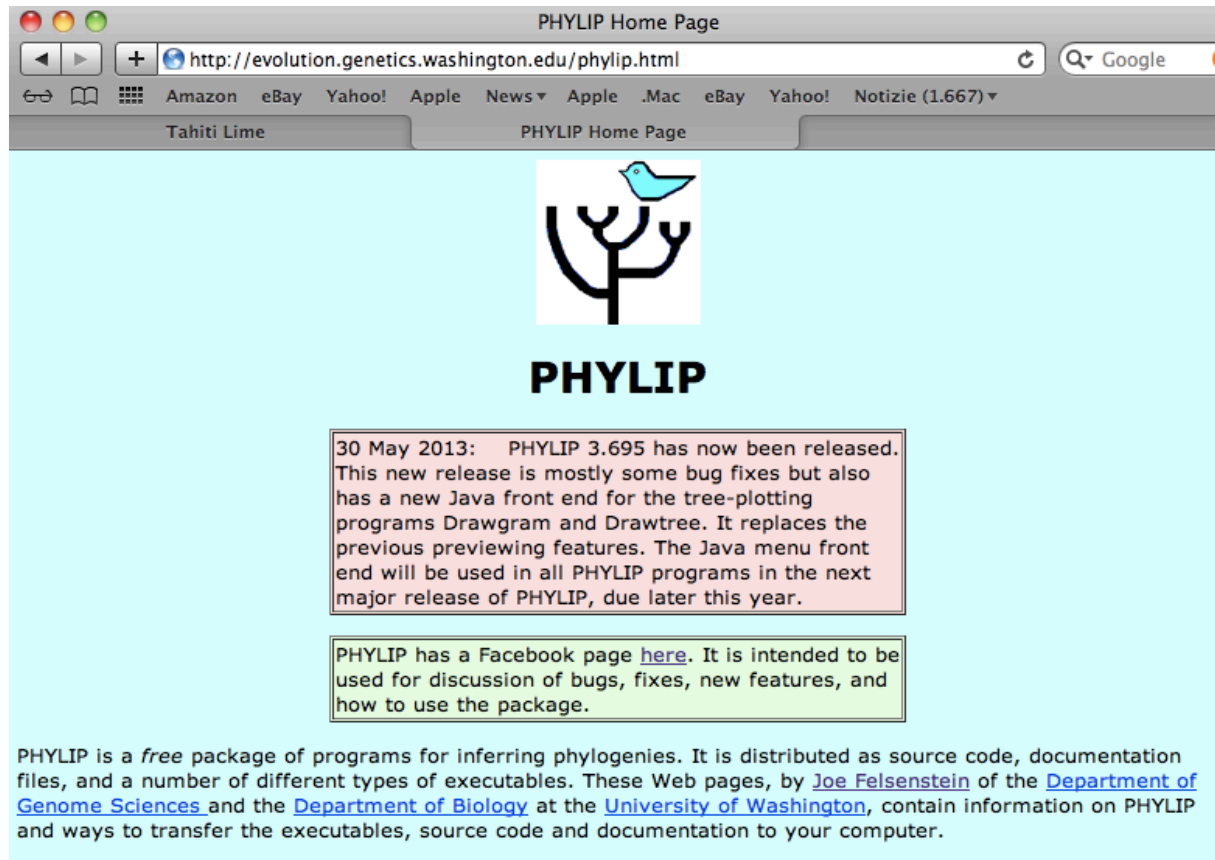 PHYLIP Home Page
http://evolution.genetics.washington.edu/phylip.html
Google
Amazon eBay Yahoo! Apple News Apple .Mac eBay Yahoo! Notizie (1.667)
Tahiti Lime PHYLIP Home Page
PHYLIP
30 May 2013: PHYLIP 3.695 has now been released.
This new release is mostly some bug fixes but also
has a new Java front end for the tree-plotting
programs Drawgram and Drawtree. It replaces the
previous previewing features. The Java menu front
end will be used in all PHYLIP programs in the next
major release of PHYLIP, due later this year.
PHYLIP has a Facebook page here. It is intended to be
used for discussion of bugs, fixes, new features, and
how to use the package.
PHYLIP is a free package of programs for inferring phylogenies. It is distributed as source code, documentation
files, and a number of different types of executables. These Web pages, by Joe Felsenstein of the Department of
Genome Sciences and the Department of Biology at the University of Washington, contain information on PHYLIP
and ways to transfer the executables, source code and documentation to your computer.